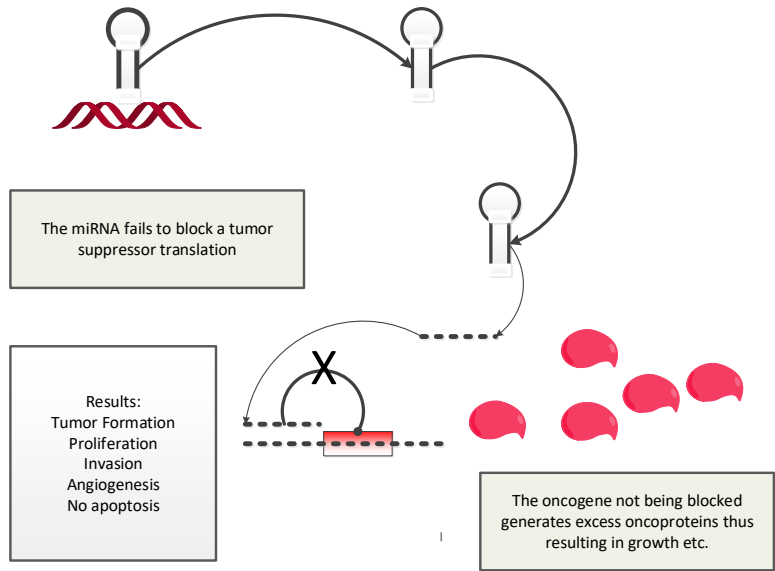 The miRNA fails to block a tumor
suppressor translation
X
Results:
Tumor Formation
Proliferation
Invasion
Angiogenesis
No apoptosis
The oncogene not being blocked
generates excess oncoproteins thus
resulting in growth etc.